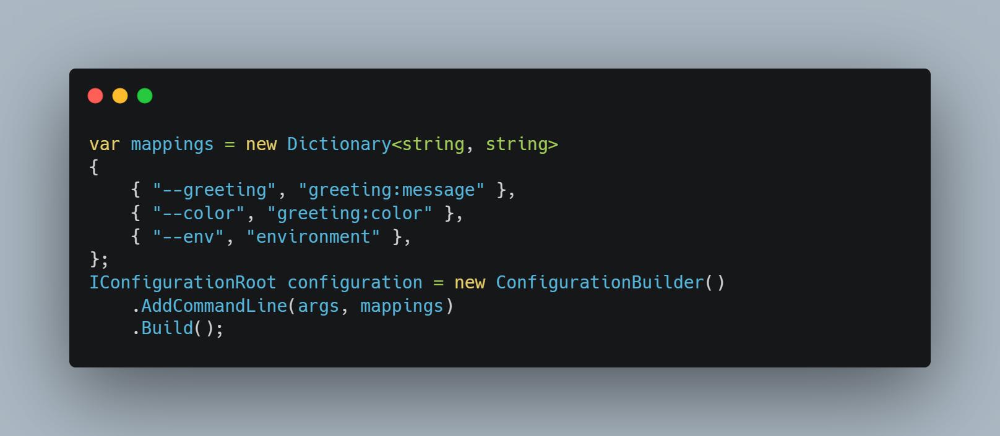 var mappings = new Dictionary<string, string>
{
    { "--greeting", "greeting:message" },
    { "--color", "greeting:color" },
    { "--env", "environment" },
};
IConfigurationRoot configuration = new ConfigurationBuilder()
    .AddCommandLine(args, mappings)
    .Build();